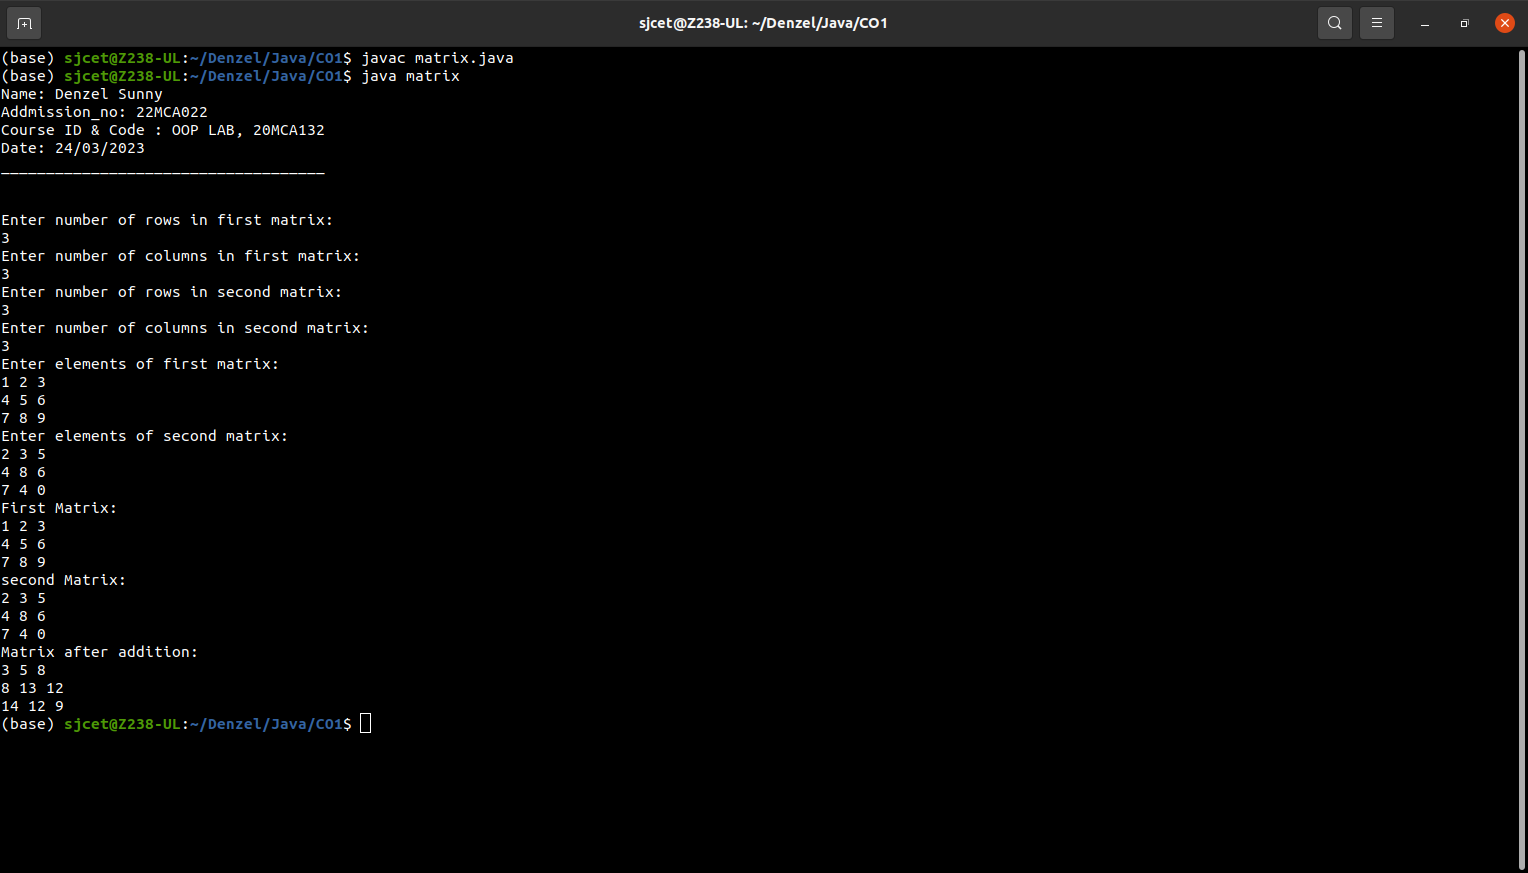 sjcet@Z238-UL: ~/Denzel/Java/CO1
(base) sjcet@Z238-UL:~/Denzel/Java/CO1$ javac matrix.java
(base) sjcet@Z238-UL:~/Denzel/Java/CO1$ java matrix
Name: Denzel Sunny
Addmission_no: 22MCA022
Course ID & Code : OOP LAB, 20MCA132
Date: 24/03/2023
____________________________________
Enter number of rows in first matrix:
3
Enter number of columns in first matrix:
3
Enter number of rows in second matrix:
3
Enter number of columns in second matrix:
3
Enter elements of first matrix:
1 2 3
4 5 6
7 8 9
Enter elements of second matrix:
2 3 5
4 8 6
7 4 0
First Matrix:
1 2 3
4 5 6
7 8 9
second Matrix:
2 3 5
4 8 6
7 4 0
Matrix after addition:
3 5 8
8 13 12
14 12 9
(base) sjcet@Z238-UL:~/Denzel/Java/CO1$